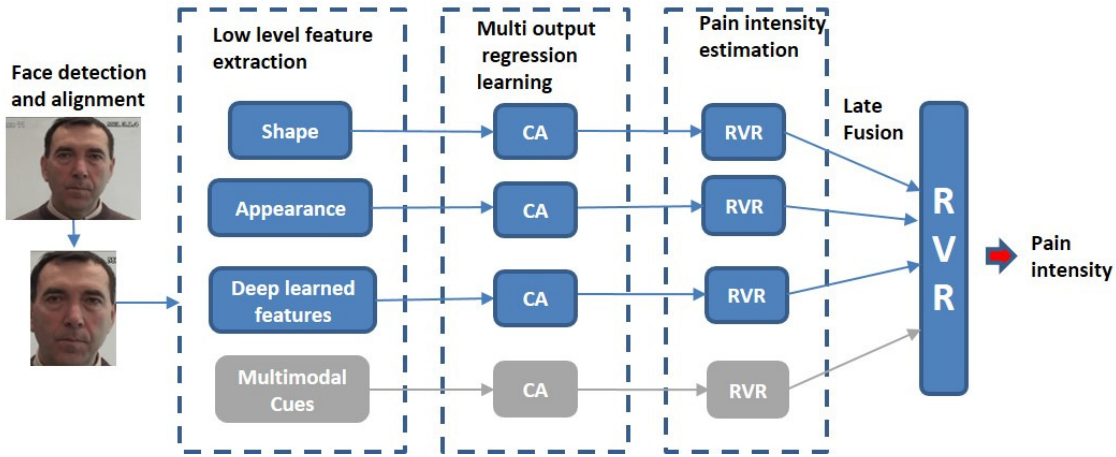 Face detection
and alignment
Low level feature
extraction
Shape
Appearance
Deep learned
features
Multimodal
Cues
Multi output
regression
learning
CA
CA
CA
CA
Pain intensity
estimation
RVR
RVR
RVR
RVR
Late
Fusion
R
V
R
Pain
intensity